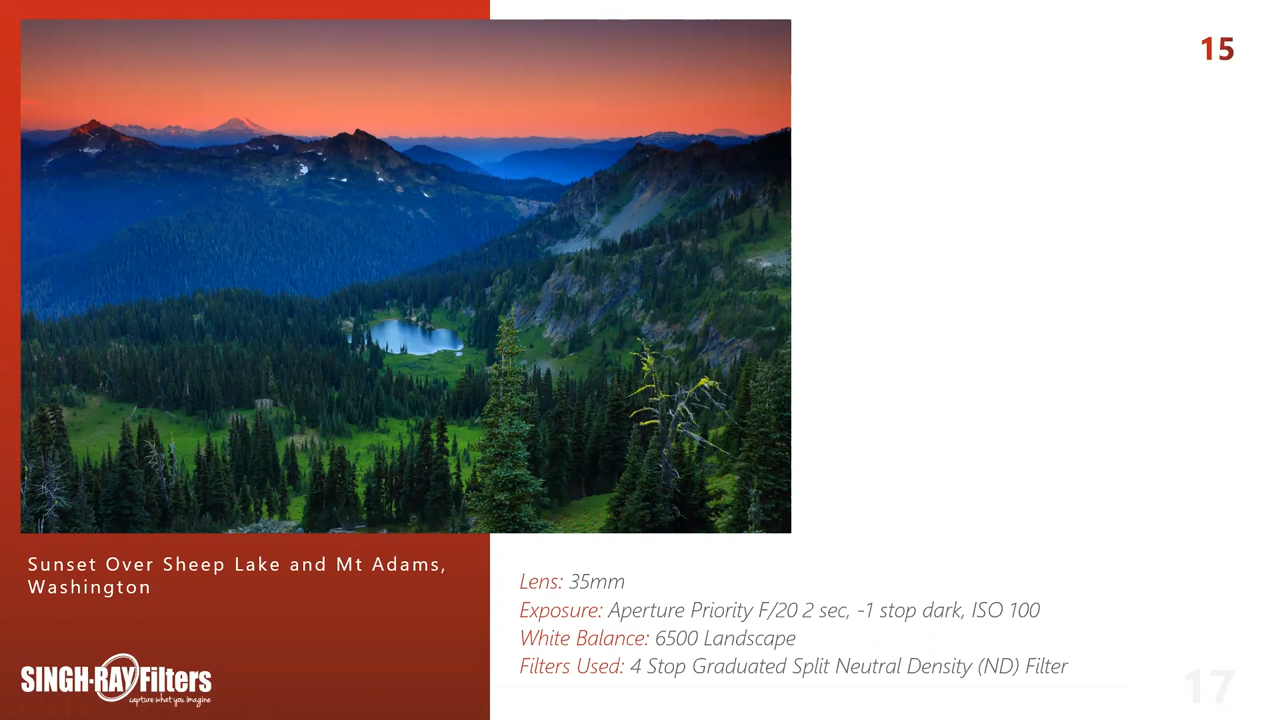 15
Sunset Over Sheep Lake and Mt Adams,
Washington
Lens: 35mm
Exposure: Aperture Priority F/20 2 sec, -1 stop dark, ISO 100
White Balance: 6500 Landscape
Filters Used: 4 Stop Graduated Split Neutral Density (ND) Filter
SINGH-RAY Filters
capture what you imagine
17